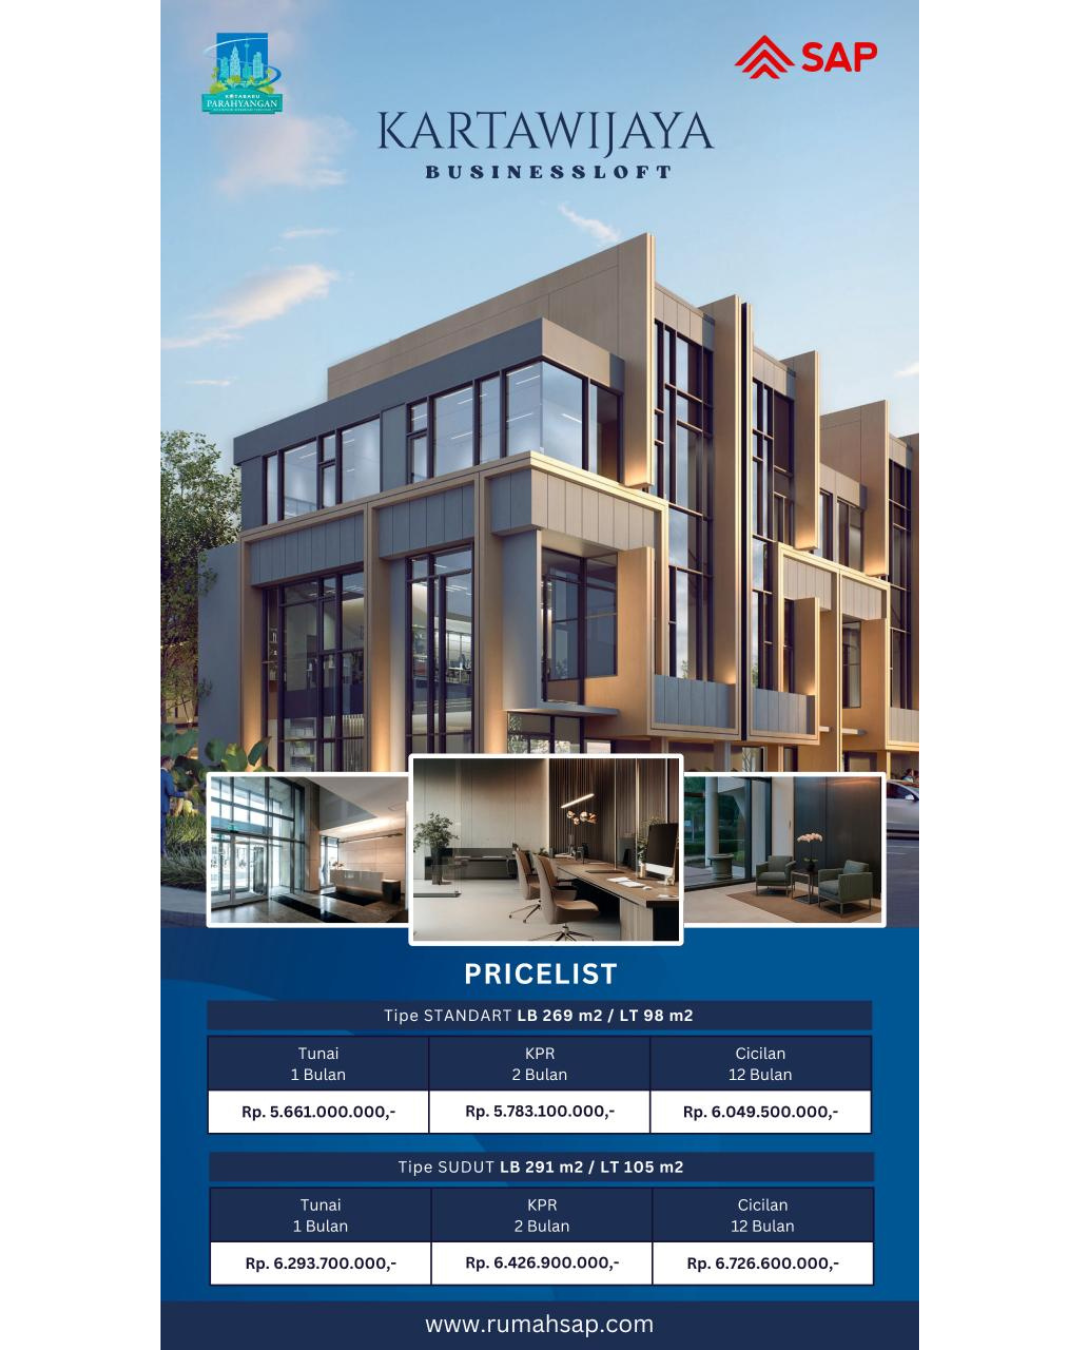 KOTABARU
PARAHYANGAN
SAP
KARTAWIJAYA
BUSINESSLOFT
PRICELIST
Tipe STANDART LB 269 m2 / LT 98 m2
Tunai
1 Bulan
KPR
2 Bulan
Cicilan
12 Bulan
Rp. 5.661.000.000,-
Rp. 5.783.100.000,-
Rp. 6.049.500.000,-
Tipe SUDUT LB 291 m2 / LT 105 m2
Tunai
1 Bulan
KPR
2 Bulan
Cicilan
12 Bulan
Rp. 6.293.700.000,-
Rp. 6.426.900.000,-
Rp. 6.726.600.000,-
www.rumahsap.com